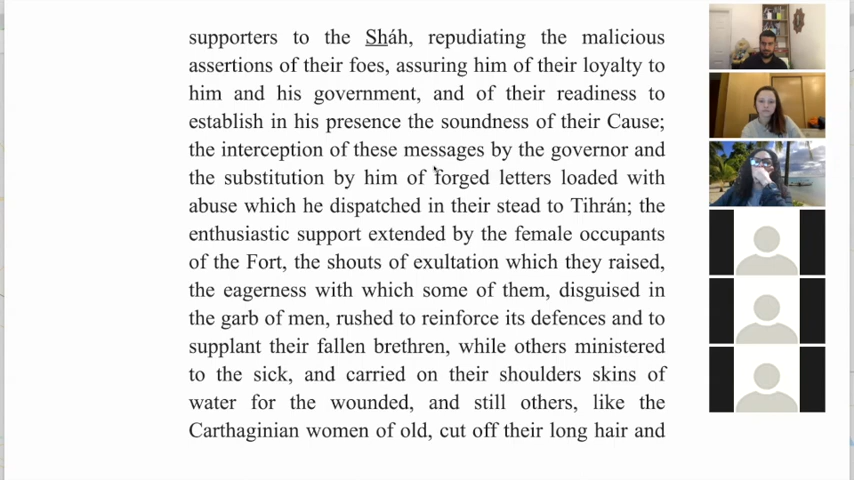 supporters to the Sháh, repudiating the malicious
assertions of their foes, assuring him of their loyalty to
him and his government, and of their readiness to
establish in his presence the soundness of their Cause;
the interception of these messages by the governor and
the substitution by him of forged letters loaded with
abuse which he dispatched in their stead to Tihrán; the
enthusiastic support extended by the female occupants
of the Fort, the shouts of exultation which they raised,
the eagerness with which some of them, disguised in
the garb of men, rushed to reinforce its defences and to
supplant their fallen brethren, while others ministered
to the sick, and carried on their shoulders skins of
water for the wounded, and still others, like the
Carthaginian women of old, cut off their long hair and